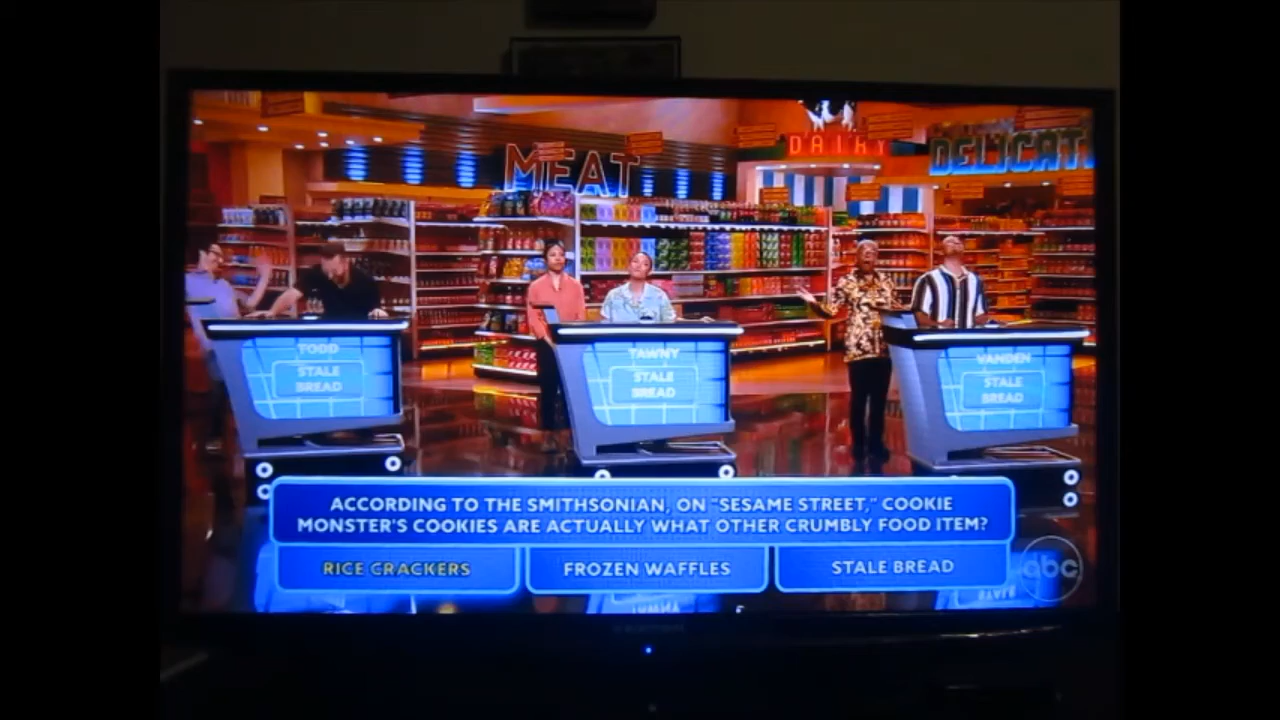 MEAT
DAIRY
DELICAT
TODD
STALE
BREAD
TAWNY
STALE
BREAD
VANDEN
STALE
BREAD
ACCORDING TO THE SMITHSONIAN, ON "SESAME STREET," COOKIE
MONSTER'S COOKIES ARE ACTUALLY WHAT OTHER CRUMBLY FOOD ITEM?
RICE CRACKERS
FROZEN WAFFLES
STALE BREAD
abc